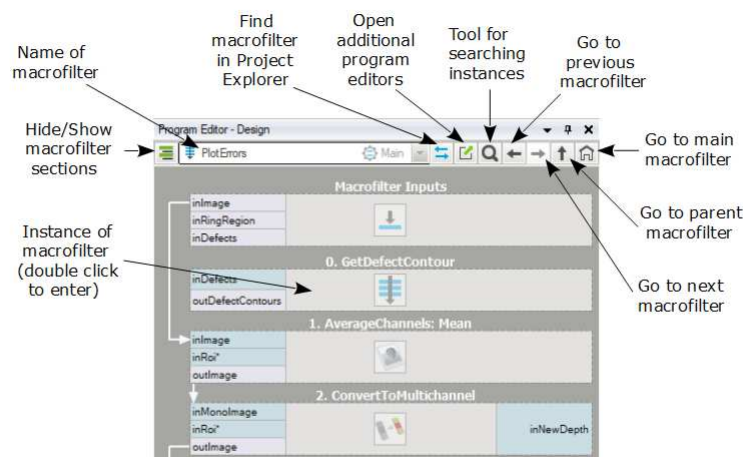 Name of
macrofilter
Find
macrofilter
in Project
Explorer
Open
additional
program
editors
Tool for
searching
instances
Go to
previous
macrofilter
Hide/Show
macrofilter
sections
Program Editor - Design
PlotErrors
Main
Go to main
macrofilter
Go to parent
macrofilter
Go to next
macrofilter
Instance of
macrofilter
(double click
to enter)
Macrofilter Inputs
inImage
inRingRegion
inDefects
0. GetDefectContour
inDefects
outDefectContours
1. AverageChannels: Mean
inImage
inRoi*
outImage
2. ConvertToMultichannel
inMonoImage
inRoi*
outImage
inNewDepth